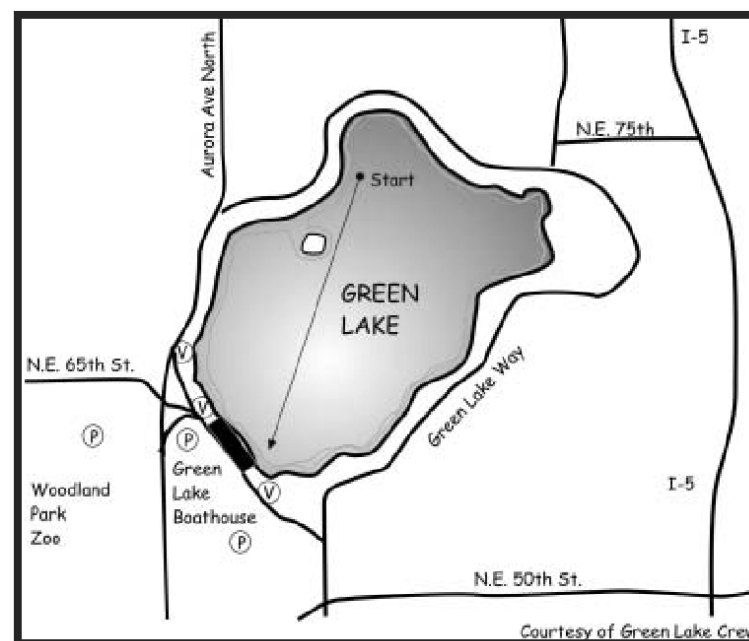 I-5
Aurora Ave North
N.E. 75th
Start
GREEN
LAKE
V
N.E. 65th St.
V
Green Lake Way
P
P
Green
Lake
Boathouse
Woodland
Park
Zoo
V
I-5
P
N.E. 50th St.
Courtesy of Green Lake Crew